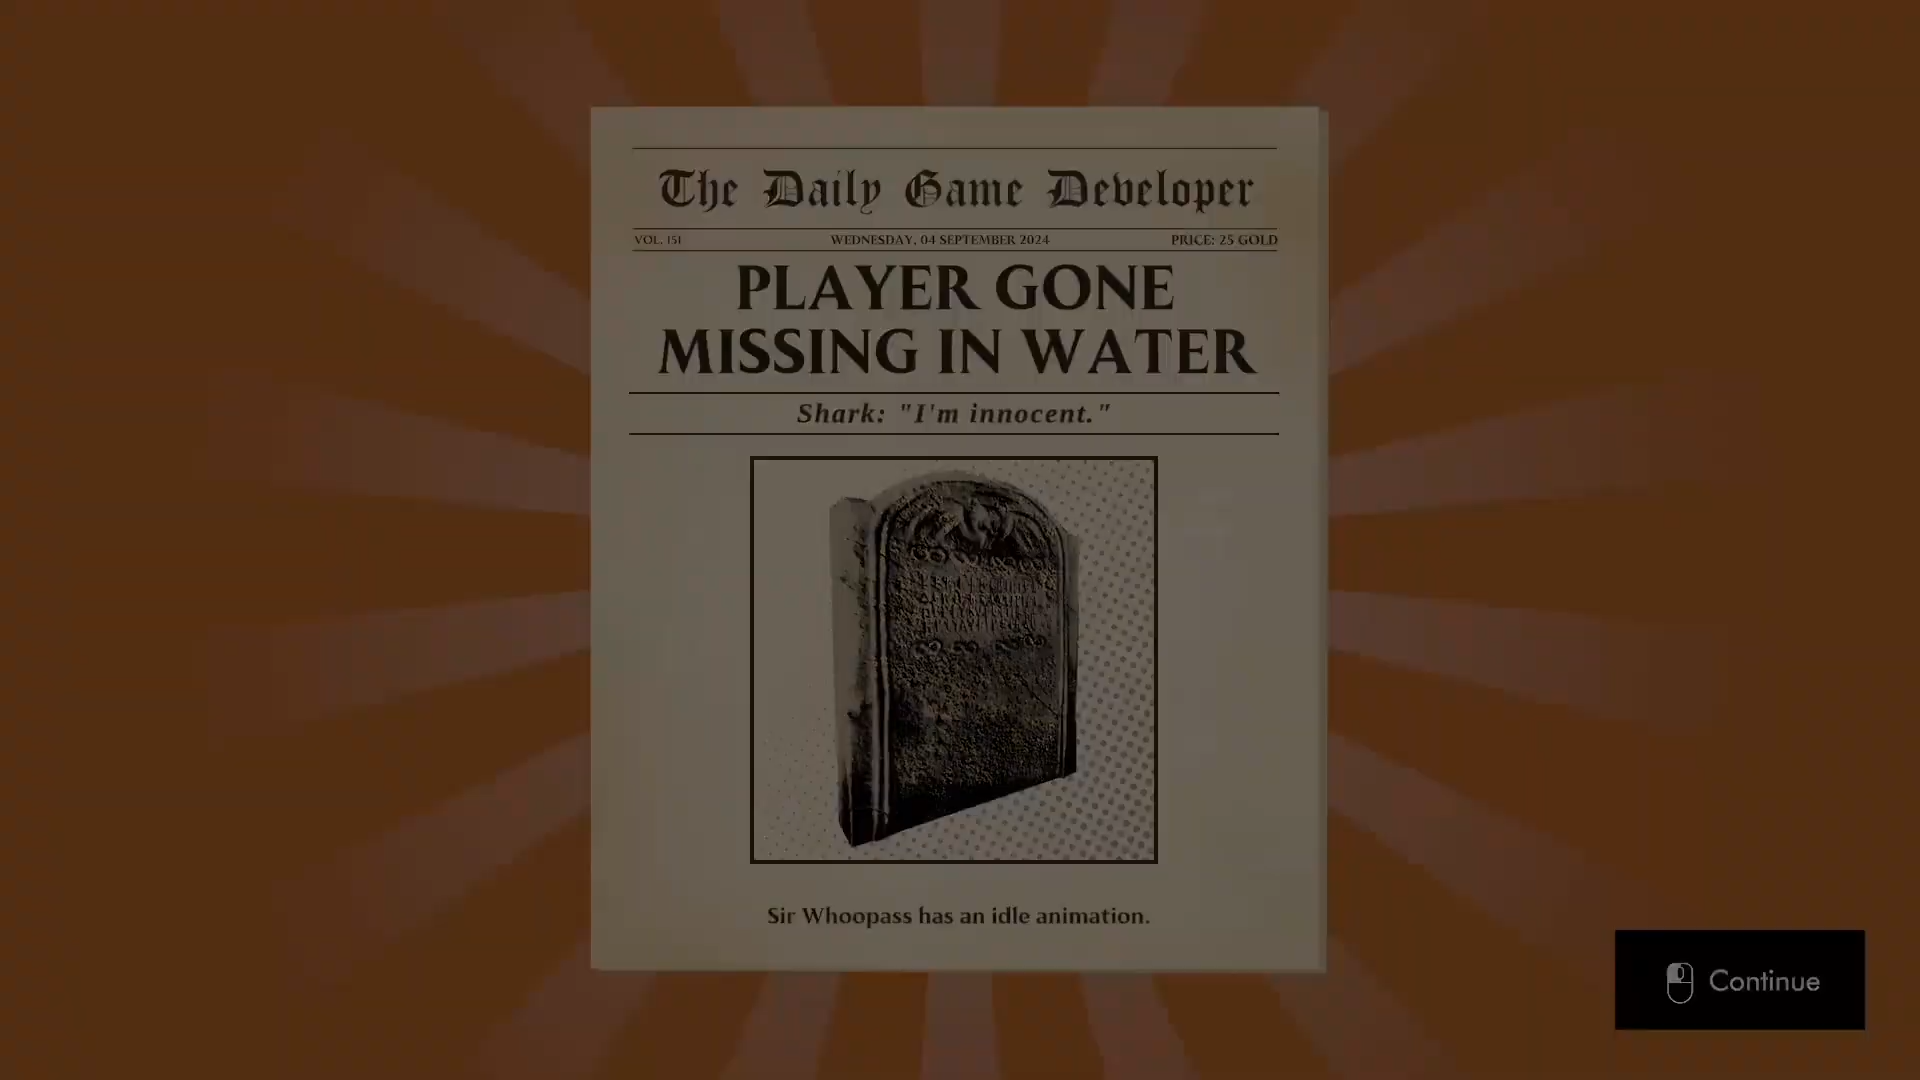 The Daily Game Developer
VOL. 151 WEDNESDAY, 04 SEPTEMBER 2024 PRICE: 25 GOLD
PLAYER GONE
MISSING IN WATER
Shark: "I'm innocent."
Sir Whoopass has an idle animation.
Continue